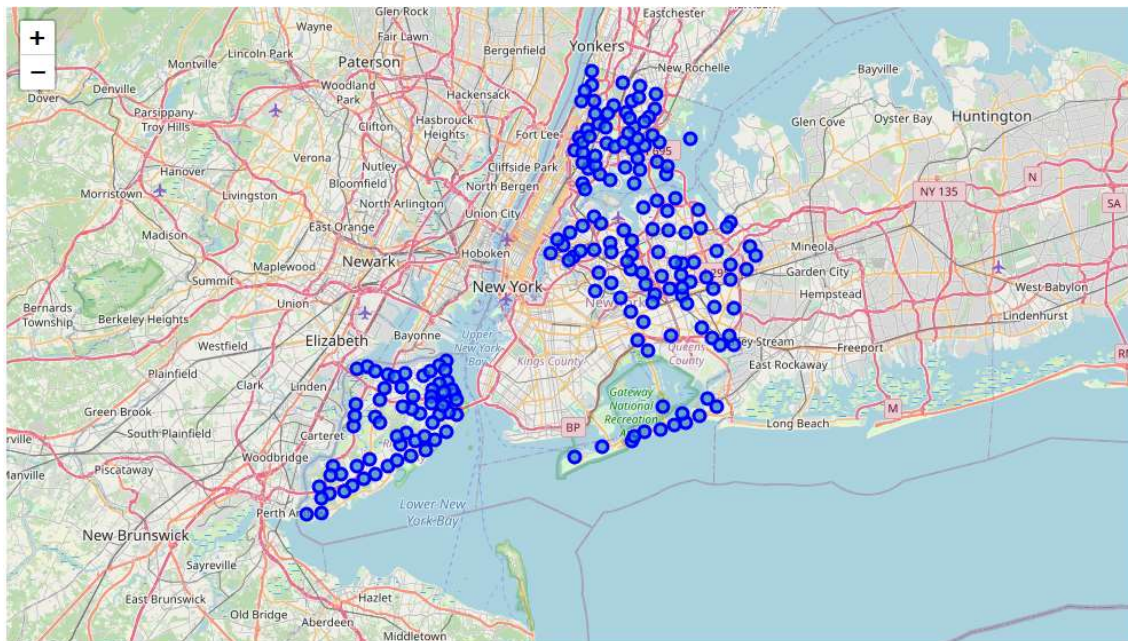 +
−
Wayne
Glen Rock
Fair Lawn
Paterson
Lincoln Park
Montville
Denville
Dover
Parsippany-
Troy Hills
Woodland
Park
Clifton
Hackensack
Hasbrouck
Heights
Bergenfield
Eastchester
Yonkers
New Rochelle
Fort Lee
Cliffside Park
North Bergen
Union City
Hoboken
Bayville
Glen Cove
Oyster Bay
Huntington
Hanover
Verona
Nutley
Morristown
Livingston
Bloomfield
North Arlington
East Orange
Madison
Newark
Summit
Maplewood
Union
Bernards
Township
Berkeley Heights
New York
NY 135
N
SA
Mineola
Garden City
Hempstead
West Babylon
Lindenhurst
Freeport
East Rockaway
Long Beach
M
Queens
County
Kings County
Gateway
National
BP
Upper
New York
Bay
Bayonne
Elizabeth
Westfield
Plainfield
Clark
Linden
Green Brook
South Plainfield
Carteret
Woodbridge
Piscataway
Manville
Perth
New Brunswick
Lower New
York Bay
Sayreville
East Brunswick
Old Bridge
Hazlet
Aberdeen
Middletown